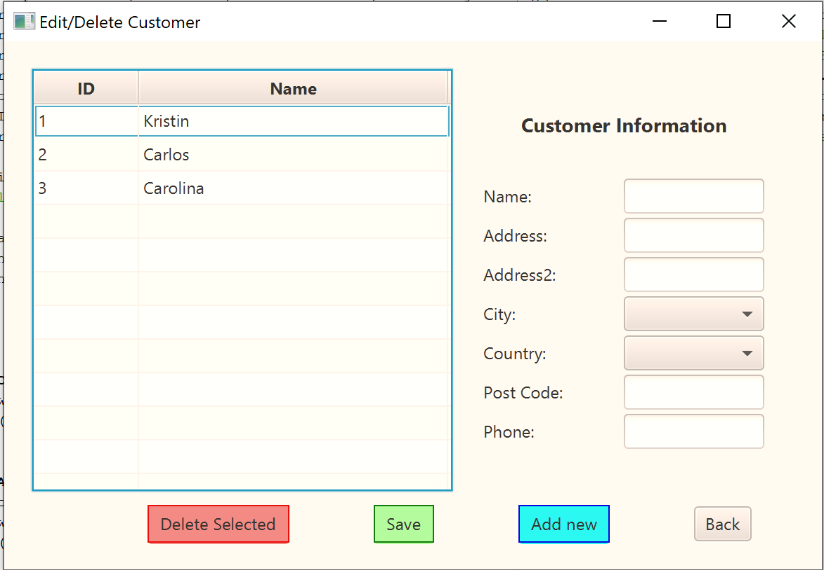 Edit/Delete Customer
ID Name
1 Kristin
2 Carlos
3 Carolina
Customer Information
Name:
Address:
Address2:
City:
Country:
Post Code:
Phone:
Delete Selected Save Add new Back